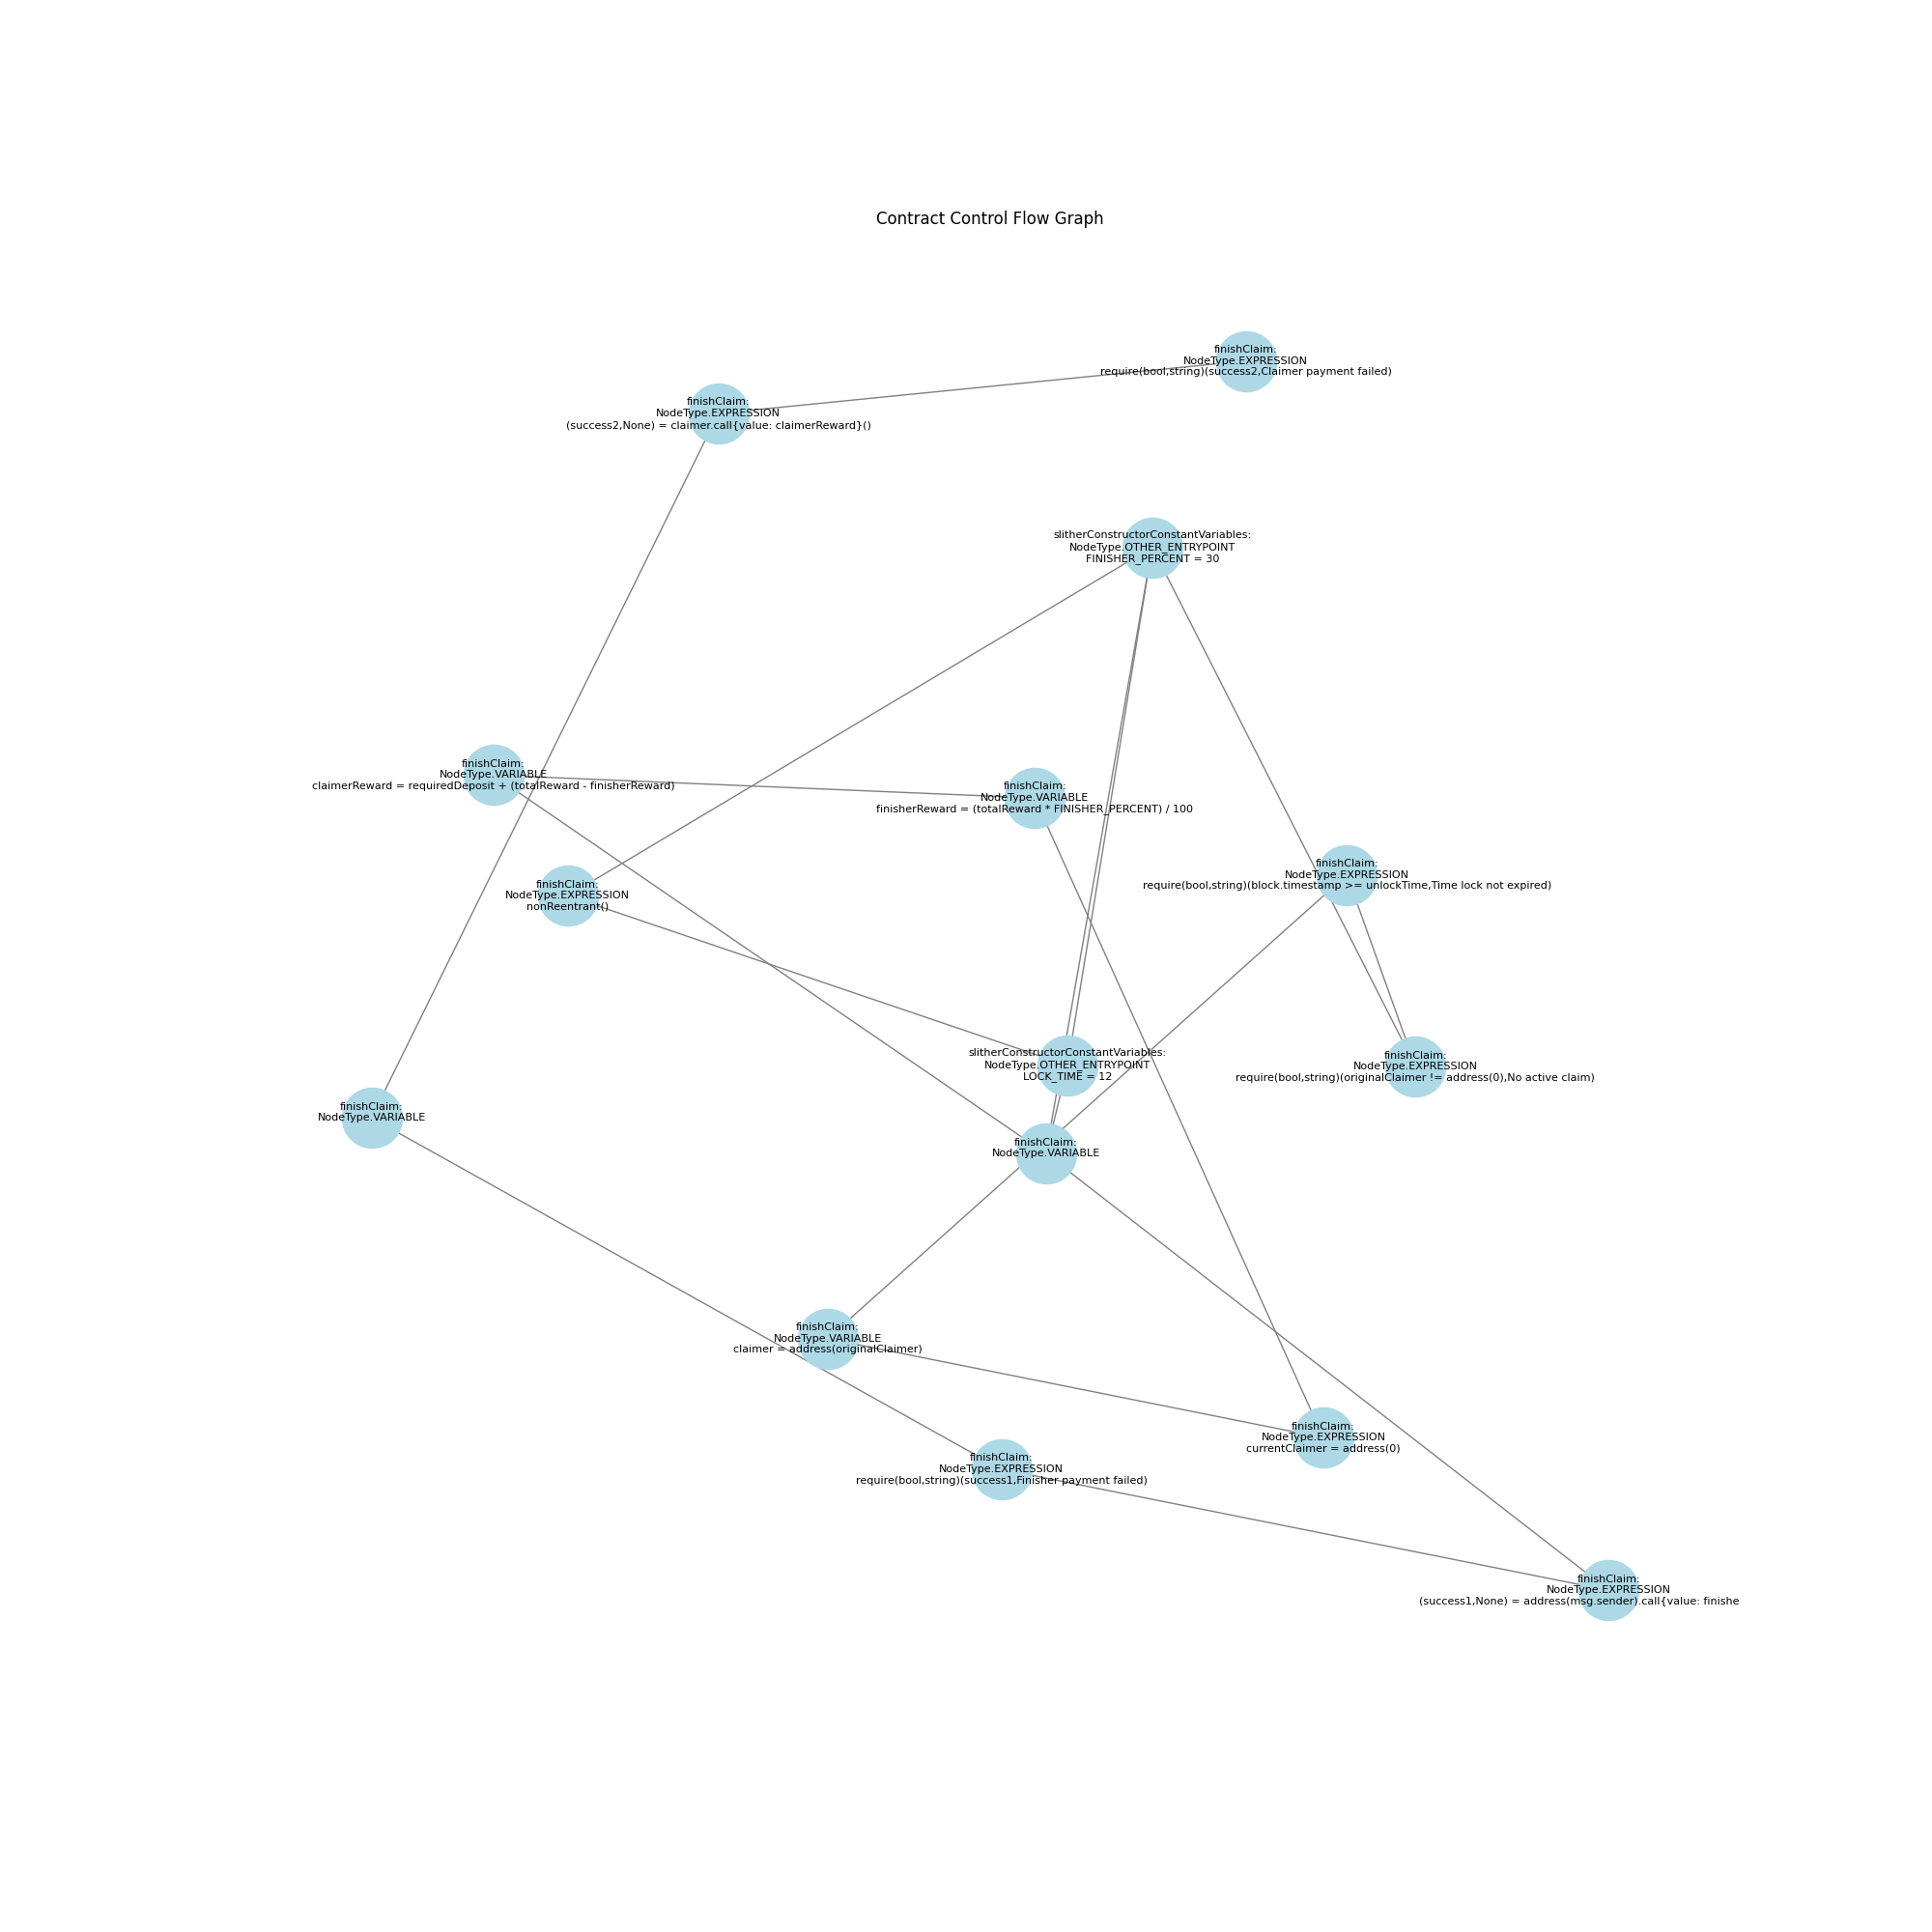 Contract Control Flow Graph
finishClaim:
NodeType.EXPRESSION
require(bool,string)(success2,Claimer payment failed)
finishClaim:
NodeType.EXPRESSION
(success2,None) = claimer.call{value: claimerReward}()
slitherConstructorConstantVariables:
NodeType.OTHER_ENTRYPOINT
FINISHER_PERCENT = 30
finishClaim:
NodeType.VARIABLE
claimerReward = requiredDeposit + (totalReward - finisherReward)
finishClaim:
NodeType.VARIABLE
finisherReward = (totalReward * FINISHER_PERCENT) / 100
finishClaim:
NodeType.EXPRESSION
require(bool,string)(block.timestamp >= unlockTime,Time lock not expired)
finishClaim:
NodeType.EXPRESSION
nonReentrant()
slitherConstructorConstantVariables:
NodeType.OTHER_ENTRYPOINT
LOCK_TIME = 12
finishClaim:
NodeType.EXPRESSION
require(bool,string)(originalClaimer != address(0),No active claim)
finishClaim:
NodeType.VARIABLE
finishClaim:
NodeType.VARIABLE
finishClaim:
NodeType.VARIABLE
claimer = address(originalClaimer)
finishClaim:
NodeType.EXPRESSION
currentClaimer = address(0)
finishClaim:
NodeType.EXPRESSION
require(bool,string)(success1,Finisher payment failed)
finishClaim:
NodeType.EXPRESSION
(success1,None) = address(msg.sender).call{value: finishe